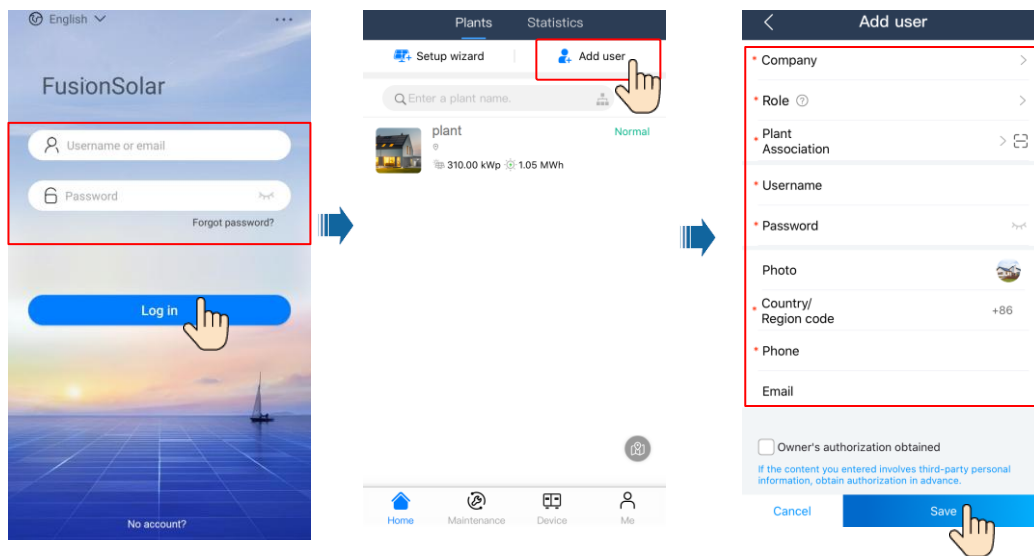 English
...
FusionSolar
Username or email
Password
Forgot password?
Log in
No account?
Plants Statistics
Setup wizard Add user
Enter a plant name.
plant
Normal
310.00 kWp 1.05 MWh
Home Maintenance Device Me
Add user
* Company
* Role
* Plant
Association
* Username
* Password
Photo
* Country/
Region code
+86
* Phone
Email
Owner's authorization obtained
If the content you entered involves third-party personal
information, obtain authorization in advance.
Cancel Save